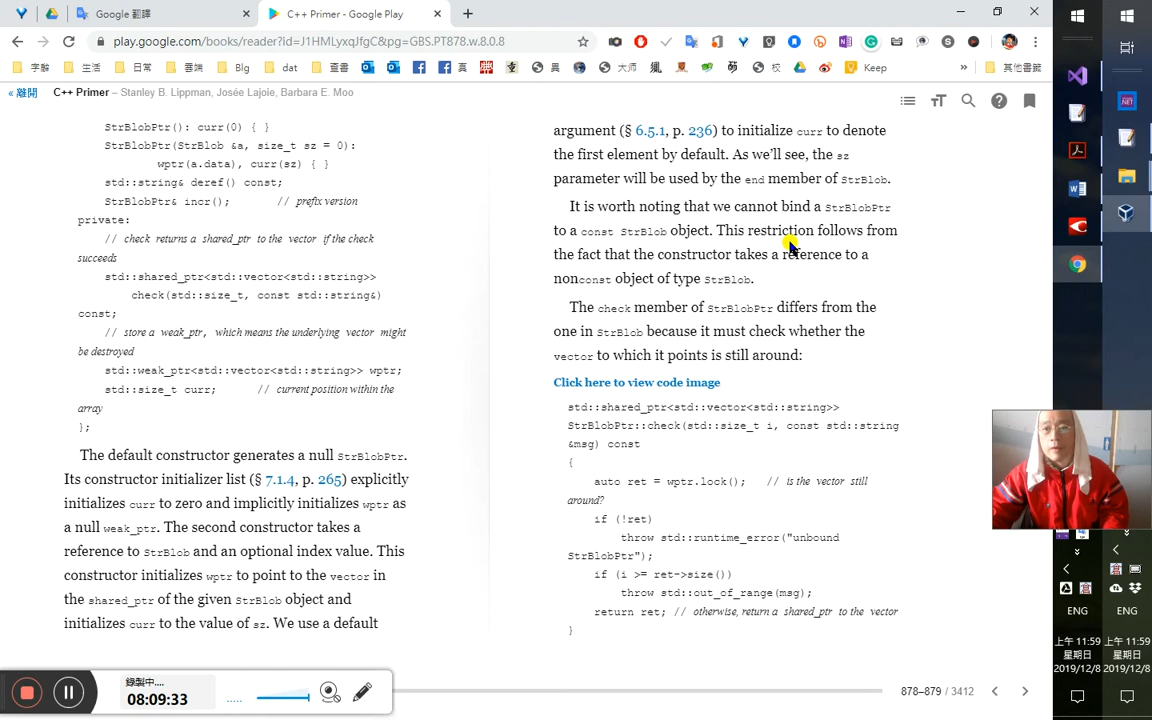 Google 翻譯
C++ Primer - Google Play
play.google.com/books/reader?id=J1HMLyxqJfgC&pg=GBS.PT878.w.8.0.8
字辭
生活
日常
雲端
Blg
dat
查書
真
異
大师
校
Keep
»
其他書籤
« 離開
C++ Primer – Stanley B. Lippman, Josée Lajoie, Barbara E. Moo
StrBlobPtr(): curr(0) { }
StrBlobPtr(StrBlob &a, size_t sz = 0):
wptr(a.data), curr(sz) { }
std::string& deref() const;
StrBlobPtr& incr(); // prefix version
private:
// check returns a shared_ptr to the vector if the check
succeeds
std::shared_ptr<std::vector<std::string>>
check(std::size_t, const std::string&)
const;
// store a weak_ptr, which means the underlying vector might
be destroyed
std::weak_ptr<std::vector<std::string>> wptr;
std::size_t curr; // current position within the
array
};
The default constructor generates a null StrBlobPtr.
Its constructor initializer list (§ 7.1.4, p. 265) explicitly
initializes curr to zero and implicitly initializes wptr as
a null weak_ptr. The second constructor takes a
reference to StrBlob and an optional index value. This
constructor initializes wptr to point to the vector in
the shared_ptr of the given StrBlob object and
initializes curr to the value of sz. We use a default
argument (§ 6.5.1, p. 236) to initialize curr to denote
the first element by default. As we'll see, the sz
parameter will be used by the end member of StrBlob.
It is worth noting that we cannot bind a StrBlobPtr
to a const StrBlob object. This restriction follows from
the fact that the constructor takes a reference to a
nonconst object of type StrBlob.
The check member of StrBlobPtr differs from the
one in StrBlob because it must check whether the
vector to which it points is still around:
Click here to view code image
std::shared_ptr<std::vector<std::string>>
StrBlobPtr::check(std::size_t i, const std::string
&msg) const
{
auto ret = wptr.lock(); // is the vector still
around?
if (!ret)
throw std::runtime_error("unbound
StrBlobPtr");
if (i >= ret->size())
throw std::out_of_range(msg);
return ret; // otherwise, return a shared_ptr to the vector
}
878–879 / 3412
錄製中....
08:09:33
ENG
ENG
上午 11:59
星期日
2019/12/8
上午 11:59
星期日
2019/12/8